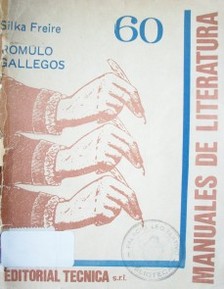 Silka Freire
60
RÓMULO
GALLEGOS
MANUALES DE LITERATURA
EDITORIAL TECNICA s.r.l.